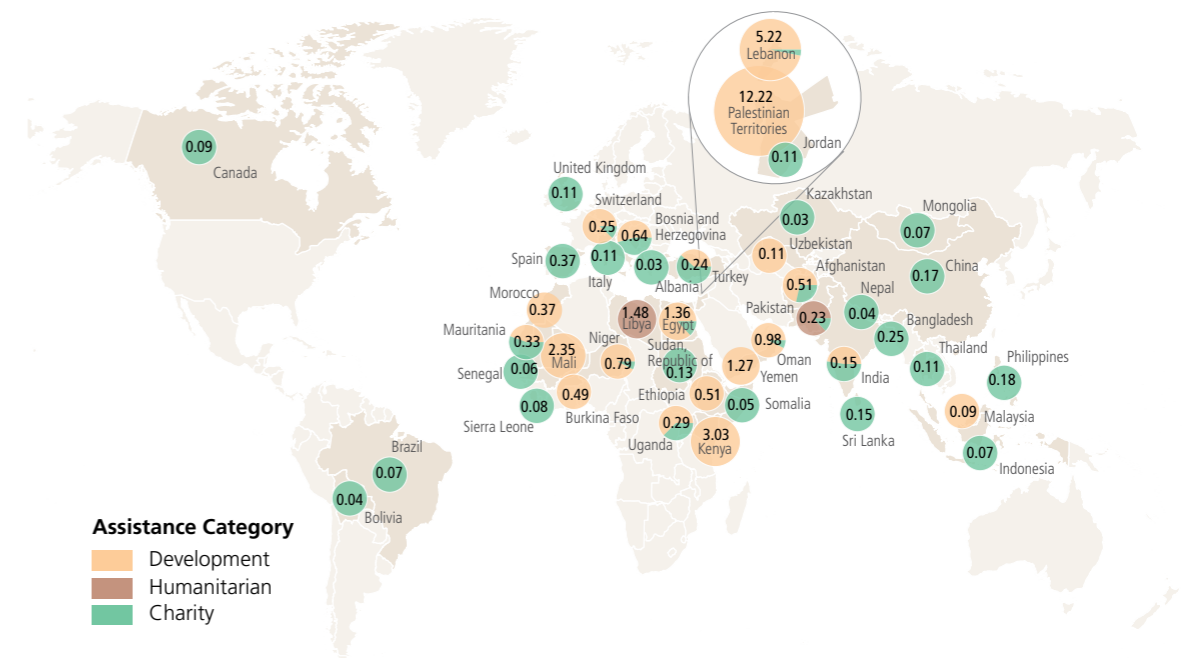 5.22
Lebanon
12.22
Palestinian
Territories
Jordan
0.11
0.09
Canada
United Kingdom
0.11
Switzerland
0.25
Bosnia and
Herzegovina
0.64
Kazakhstan
0.03
Mongolia
0.07
Spain
0.37
0.11
Italy
0.03
Albania
0.24
Turkey
0.11
Uzbekistan
Afghanistan
0.51
China
0.17
Nepal
0.04
Morocco
0.37
1.48
Libya
1.36
Egypt
Pakistan
0.23
Bangladesh
0.25
Mauritania
0.33
2.35
Mali
Niger
0.79
Sudan,
Republic of
0.13
0.98
Oman
1.27
Yemen
0.15
India
Thailand
0.11
Philippines
0.18
Senegal
0.06
0.49
Burkina Faso
Ethiopia
0.51
0.05
Somalia
Sierra Leone
0.08
0.29
Uganda
3.03
Kenya
0.15
Sri Lanka
0.09
Malaysia
0.07
Indonesia
Brazil
0.07
0.04
Bolivia
Assistance Category
Development
Humanitarian
Charity